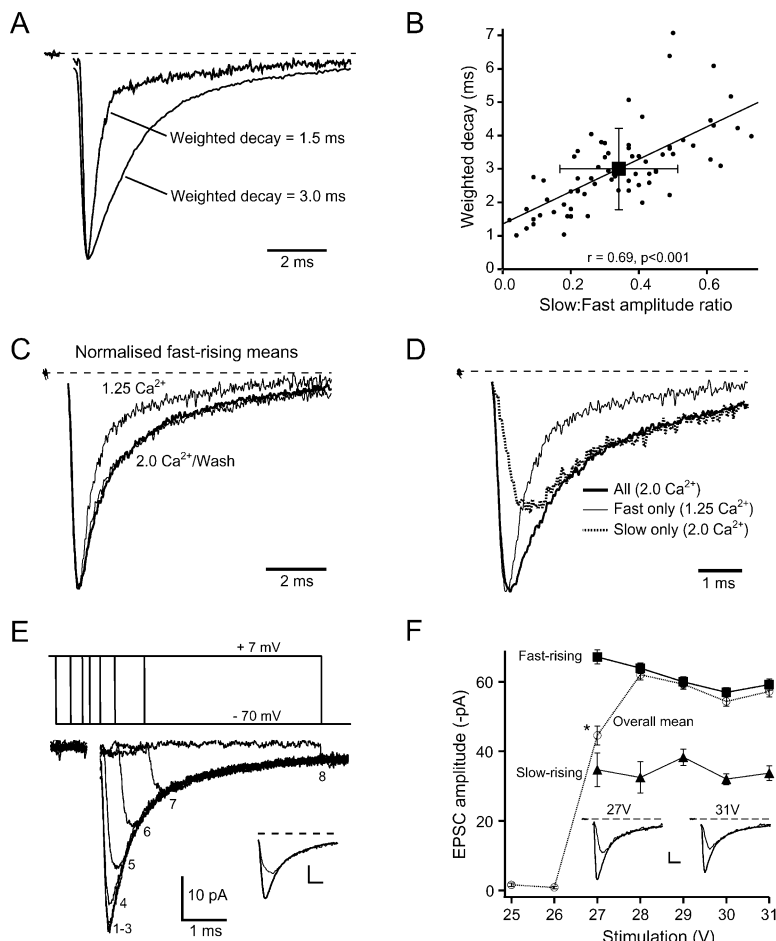 A
Weighted decay = 1.5 ms
Weighted decay = 3.0 ms
2 ms
B
Weighted decay (ms)
7
6
5
4
3
2
1
0
r = 0.69, p<0.001
0.0 0.2 0.4 0.6
Slow:Fast amplitude ratio
C
Normalised fast-rising means
1.25 Ca²⁺
2.0 Ca²⁺/Wash
2 ms
D
All (2.0 Ca²⁺)
Fast only (1.25 Ca²⁺)
Slow only (2.0 Ca²⁺)
1 ms
E
+ 7 mV
- 70 mV
8
7
6
5
4
1-3
10 pA
1 ms
F
EPSC amplitude (-pA)
60
40
20
0
Fast-rising
* Overall mean
Slow-rising
27V 31V
25 26 27 28 29 30 31
Stimulation (V)